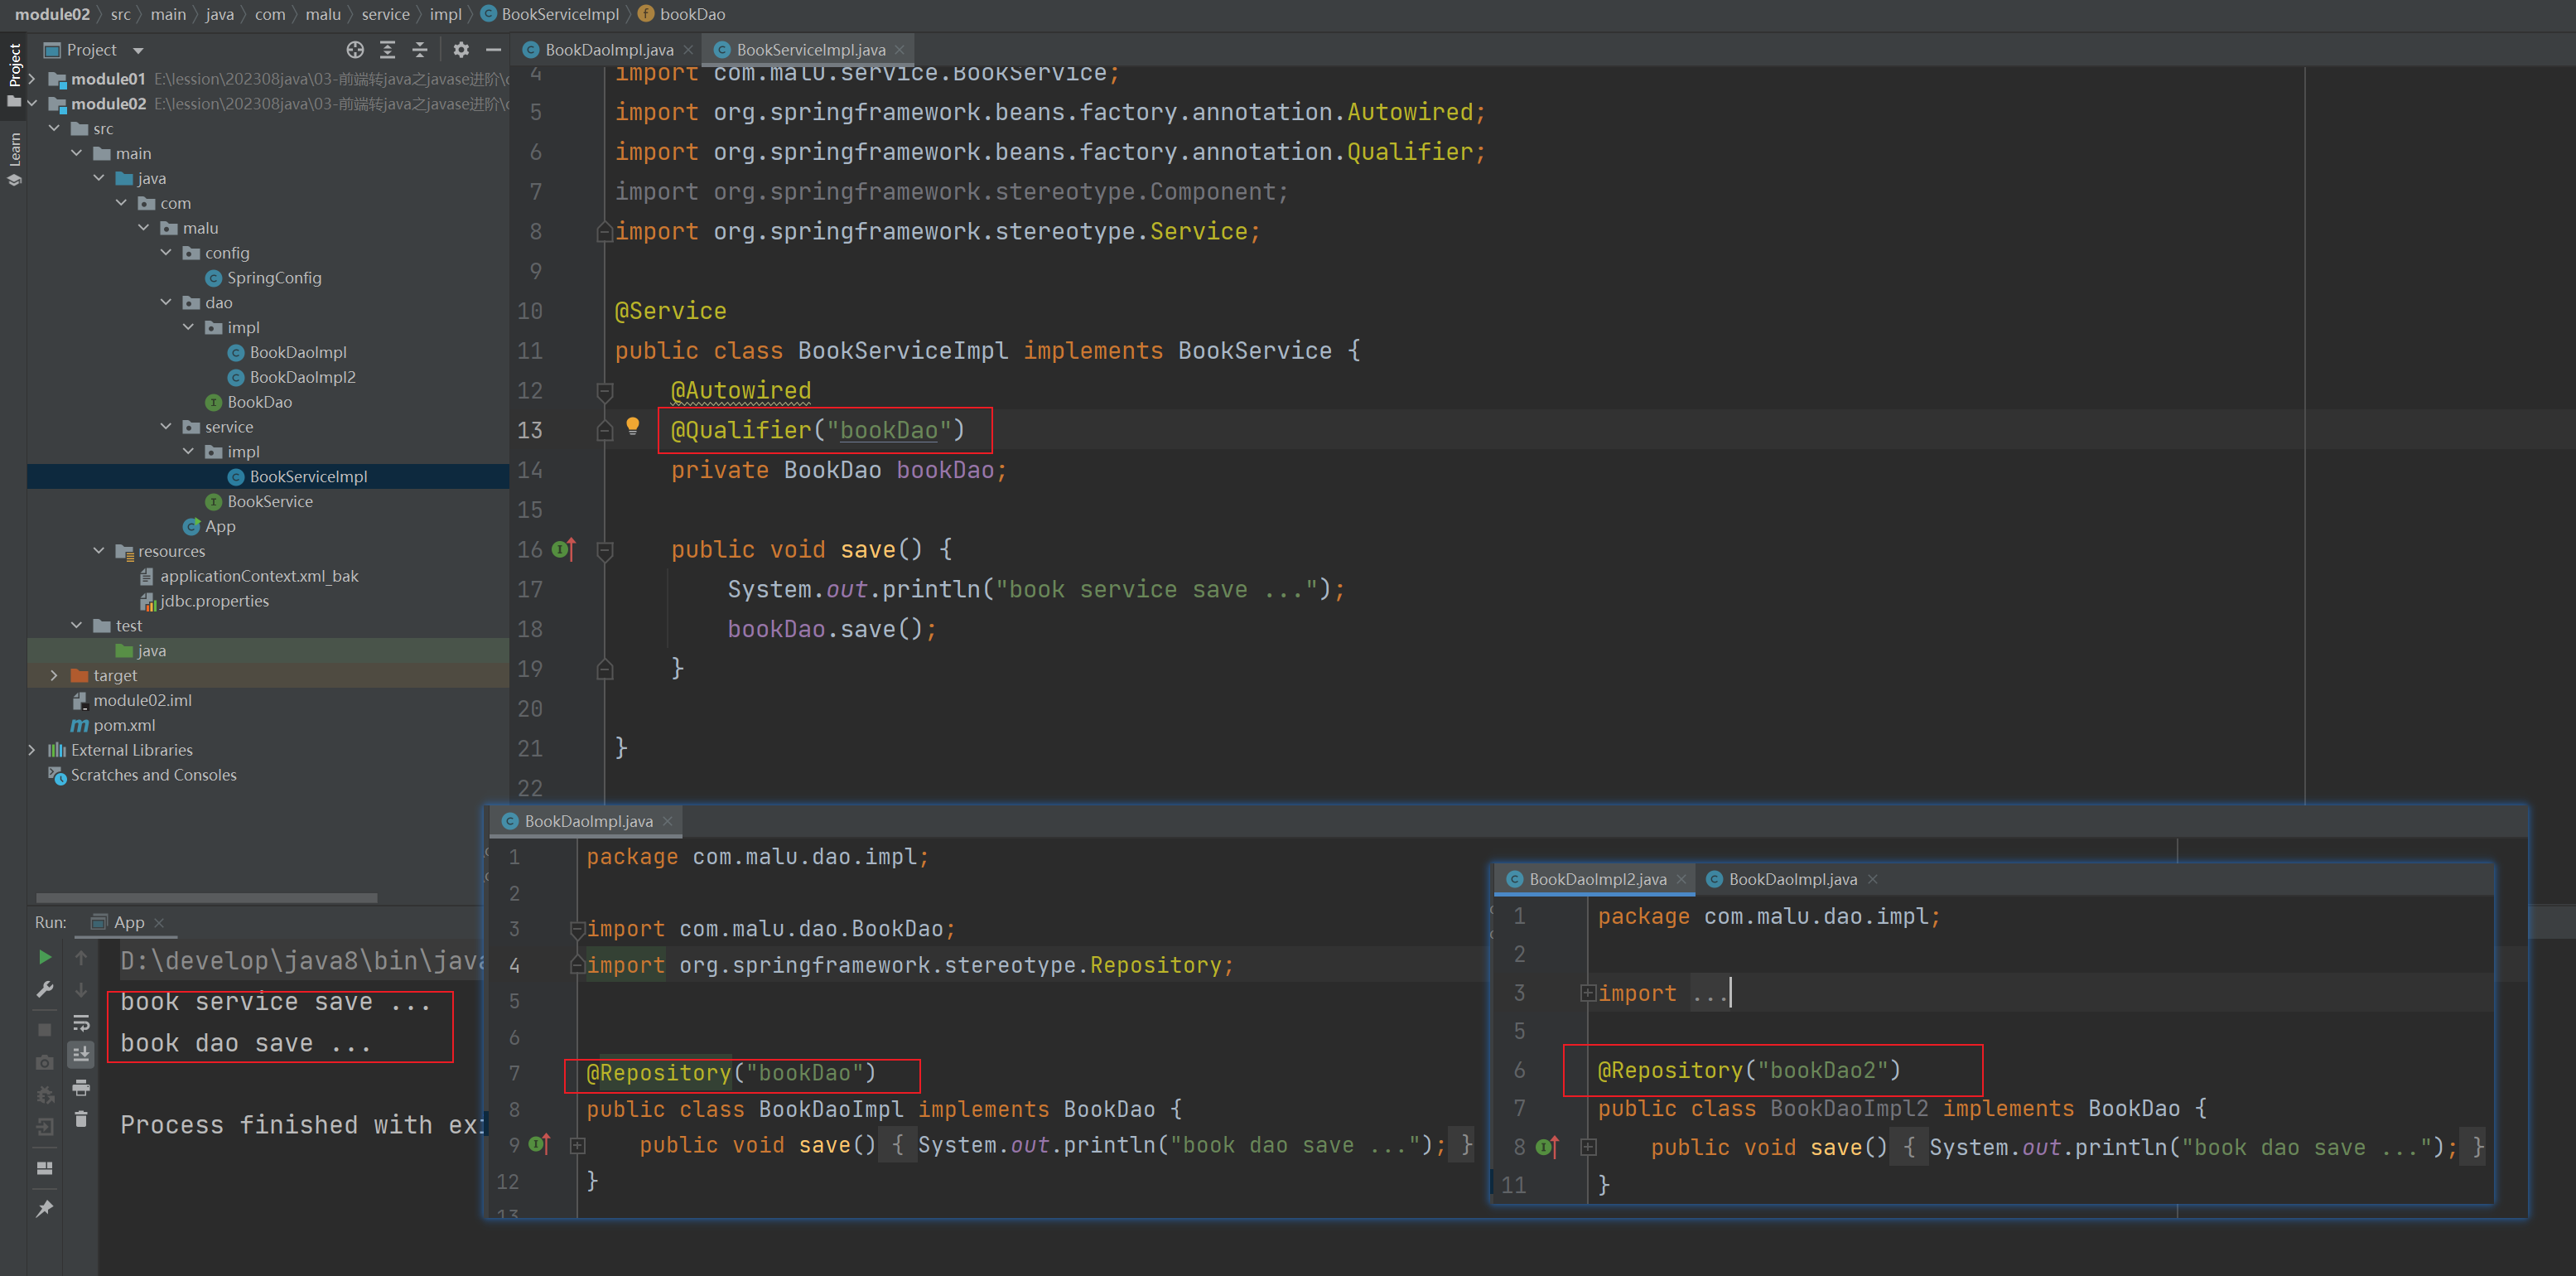 module02 〉 src 〉 main 〉 java 〉 com 〉 malu 〉 service 〉 impl 〉 BookServiceImpl 〉 bookDao
Project
Learn
Project
module01 E:\lession\202308java\03-前端转java之javase进阶\
module02 E:\lession\202308java\03-前端转java之javase进阶\
src
main
java
com
malu
config
SpringConfig
dao
impl
BookDaoImpl
BookDaoImpl2
BookDao
service
impl
BookServiceImpl
BookService
App
resources
applicationContext.xml_bak
jdbc.properties
test
java
target
module02.iml
pom.xml
External Libraries
Scratches and Consoles
BookDaoImpl.java × BookServiceImpl.java ×
4 import com.malu.service.BookService;
5 import org.springframework.beans.factory.annotation.Autowired;
6 import org.springframework.beans.factory.annotation.Qualifier;
7 import org.springframework.stereotype.Component;
8 import org.springframework.stereotype.Service;
9
10 @Service
11 public class BookServiceImpl implements BookService {
12 @Autowired
13 @Qualifier("bookDao")
14 private BookDao bookDao;
15
16 public void save() {
17 System.out.println("book service save ...");
18 bookDao.save();
19 }
20
21 }
22
Run: App ×
D:\develop\java8\bin\java
book service save ...
book dao save ...
Process finished with exi
BookDaoImpl.java ×
1 package com.malu.dao.impl;
2
3 import com.malu.dao.BookDao;
4 import org.springframework.stereotype.Repository;
5
6
7 @Repository("bookDao")
8 public class BookDaoImpl implements BookDao {
9 public void save() { System.out.println("book dao save ..."); }
12 }
13
BookDaoImpl2.java × BookDaoImpl.java ×
1 package com.malu.dao.impl;
2
3 import ...
5
6 @Repository("bookDao2")
7 public class BookDaoImpl2 implements BookDao {
8 public void save() { System.out.println("book dao save ..."); }
11 }